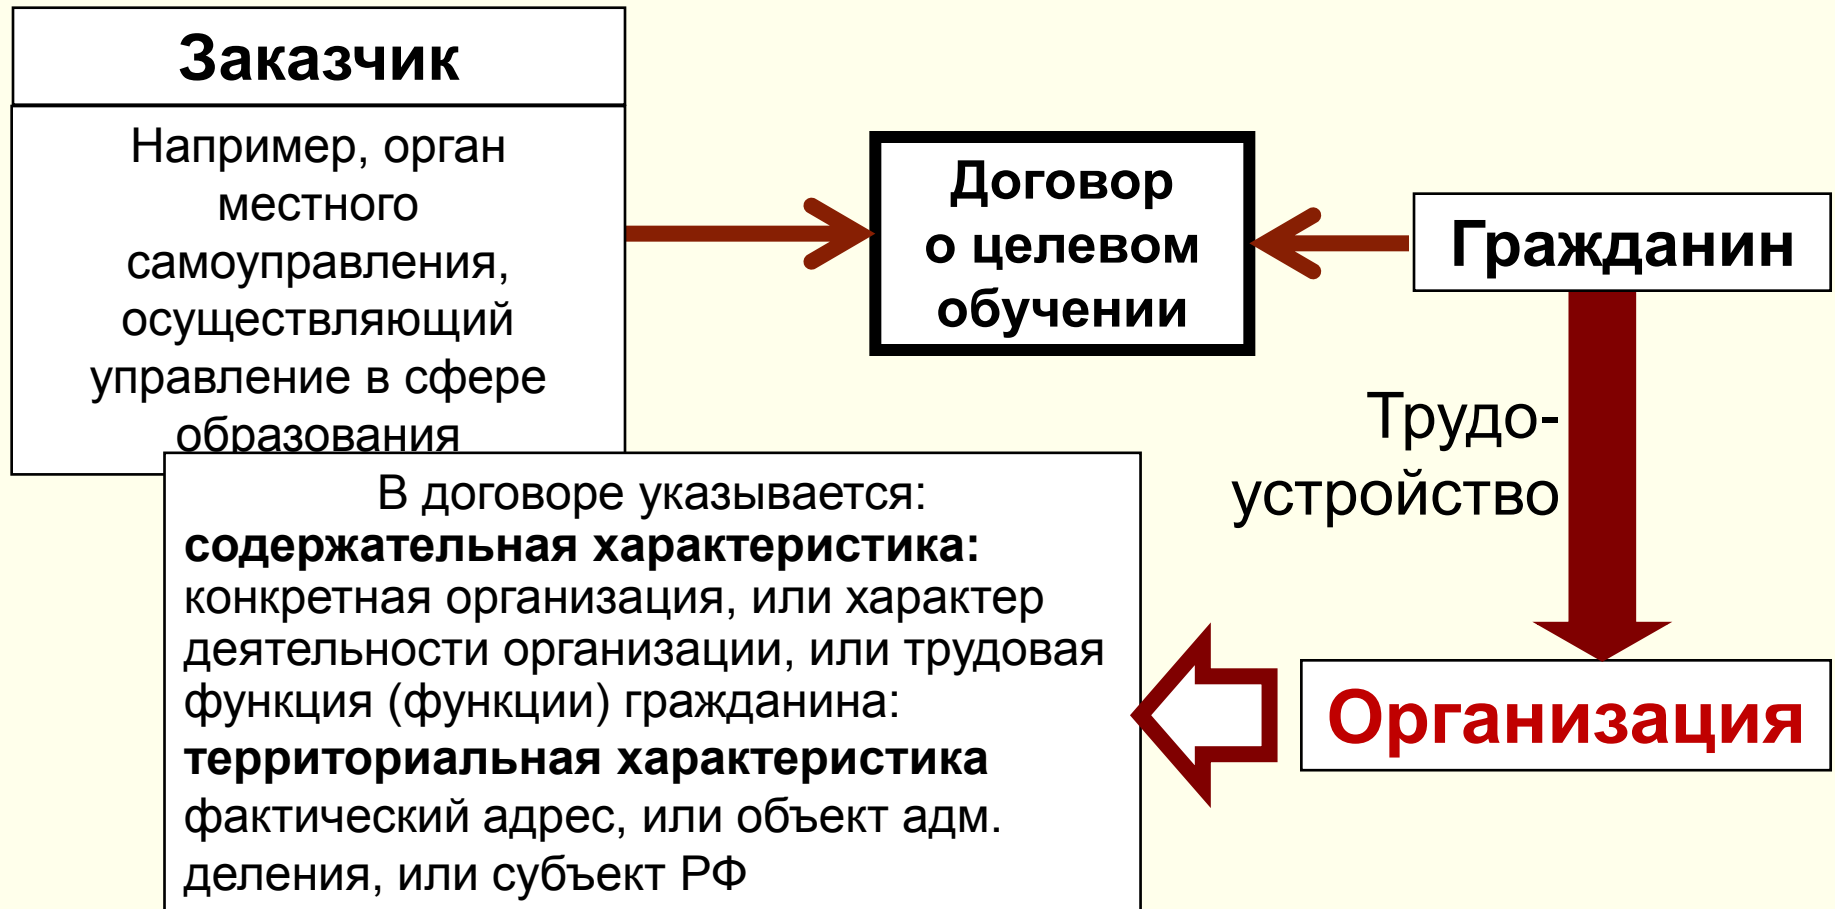 Заказчик
Например, орган
местного
самоуправления,
осуществляющий
управление в сфере
образования
Договор
о целевом
обучении
Гражданин
Трудо-
устройство
Организация
В договоре указывается:
содержательная характеристика:
конкретная организация, или характер
деятельности организации, или трудовая
функция (функции) гражданина:
территориальная характеристика
фактический адрес, или объект адм.
деления, или субъект РФ